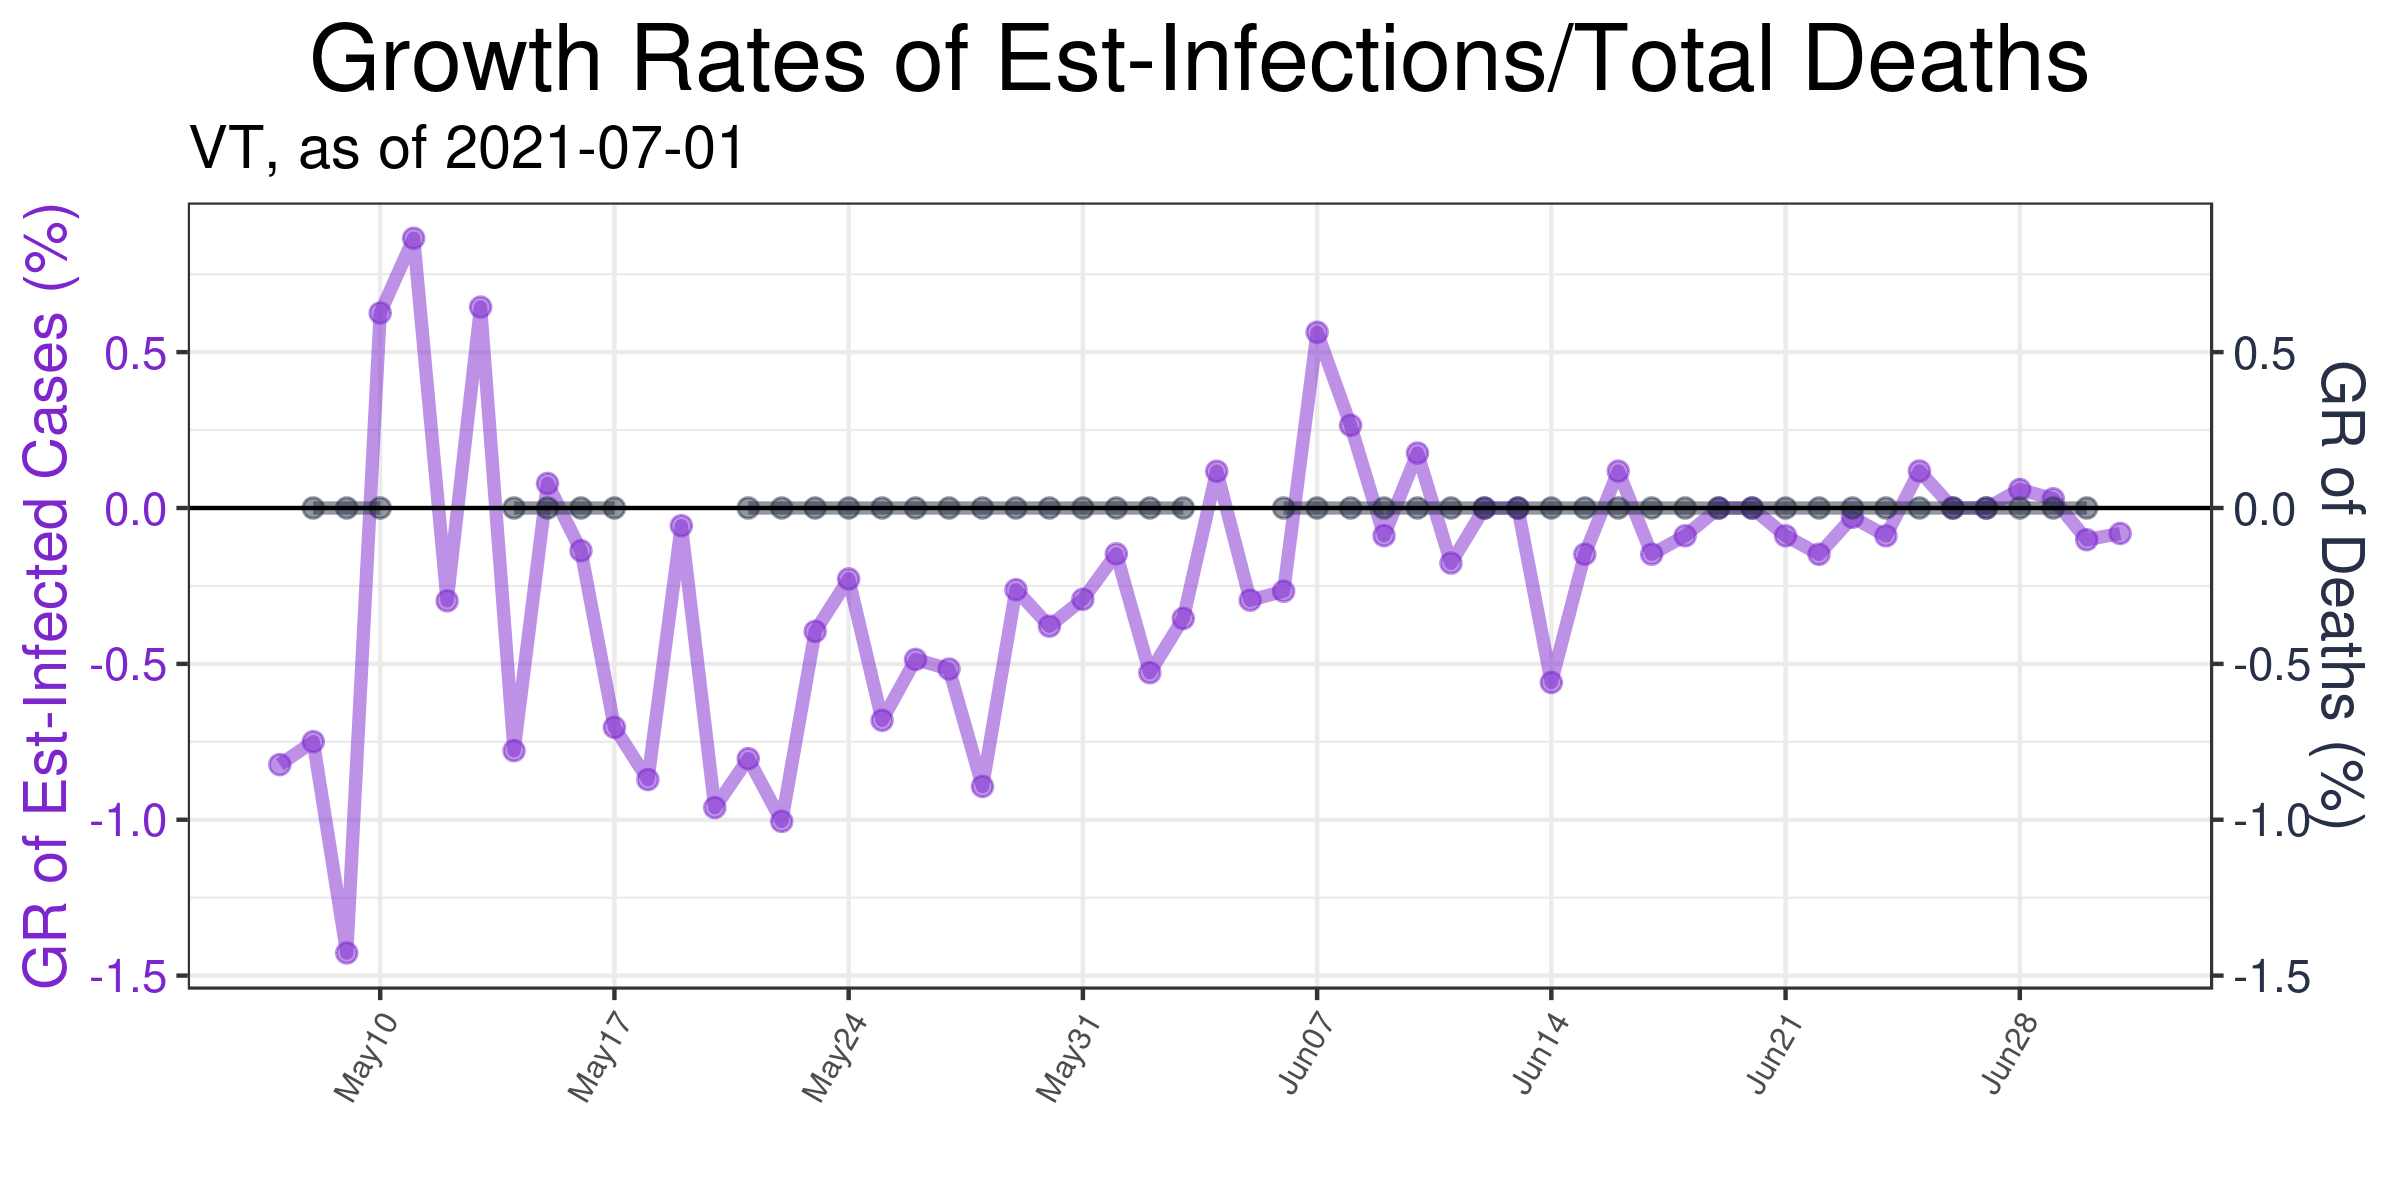 Growth Rates of Est-Infections/Total Deaths
VT, as of 2021-07-01
GR of Est-Infected Cases (%)
0.5
0.0
-0.5
-1.0
-1.5
0.5
0.0
-0.5
-1.0
-1.5
GR of Deaths (%)
May10
May17
May24
May31
Jun07
Jun14
Jun21
Jun28